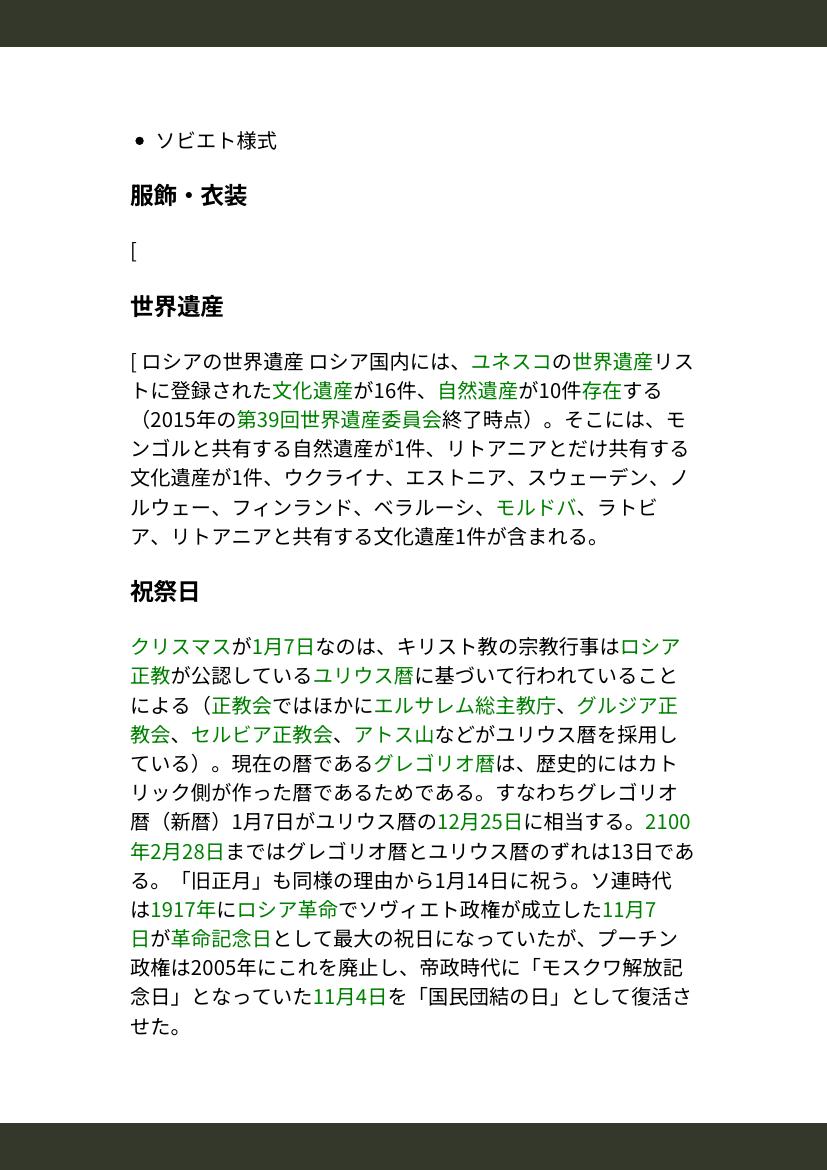 • ソビエト様式
服飾・衣装
[
世界遺産
[ ロシアの世界遺産 ロシア国内には、ユネスコの世界遺産リス
トに登録された文化遺産が16件、自然遺産が10件存在する
（2015年の第39回世界遺産委員会終了時点）。そこには、モ
ンゴルと共有する自然遺産が1件、リトアニアとだけ共有する
文化遺産が1件、ウクライナ、エストニア、スウェーデン、ノ
ルウェー、フィンランド、ベラルーシ、モルドバ、ラトビ
ア、リトアニアと共有する文化遺産1件が含まれる。
祝祭日
クリスマスが1月7日なのは、キリスト教の宗教行事はロシア
正教が公認しているユリウス暦に基づいて行われていること
による（正教会ではほかにエルサレム総主教庁、グルジア正
教会、セルビア正教会、アトス山などがユリウス暦を採用し
ている）。現在の暦であるグレゴリオ暦は、歴史的にはカト
リック側が作った暦であるためである。すなわちグレゴリオ
暦（新暦）1月7日がユリウス暦の12月25日に相当する。2100
年2月28日まではグレゴリオ暦とユリウス暦のずれは13日であ
る。「旧正月」も同様の理由から1月14日に祝う。ソ連時代
は1917年にロシア革命でソヴィエト政権が成立した11月7
日が革命記念日として最大の祝日になっていたが、プーチン
政権は2005年にこれを廃止し、帝政時代に「モスクワ解放記
念日」となっていた11月4日を「国民団結の日」として復活さ
せた。